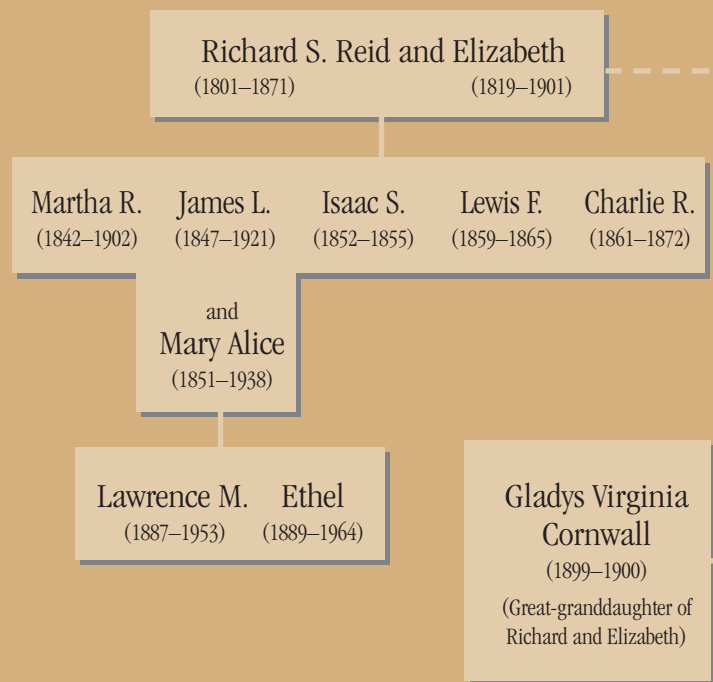 Richard S. Reid and Elizabeth
(1801–1871) (1819–1901)
Martha R. James L. Isaac S. Lewis F. Charlie R.
(1842–1902) (1847–1921) (1852–1855) (1859–1865) (1861–1872)
and
Mary Alice
(1851–1938)
Lawrence M. Ethel
(1887–1953) (1889–1964)
Gladys Virginia
Cornwall
(1899–1900)
(Great-granddaughter of
Richard and Elizabeth)